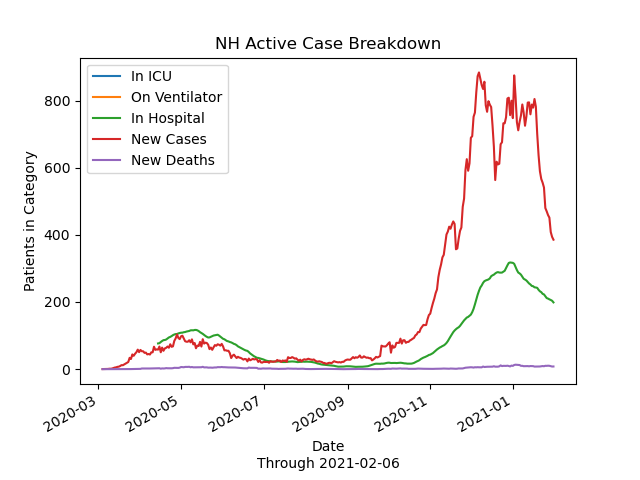 NH Active Case Breakdown
In ICU
On Ventilator
In Hospital
New Cases
New Deaths
Patients in Category
800
600
400
200
0
2020-03
2020-05
2020-07
2020-09
2020-11
2021-01
Date
Through 2021-02-06